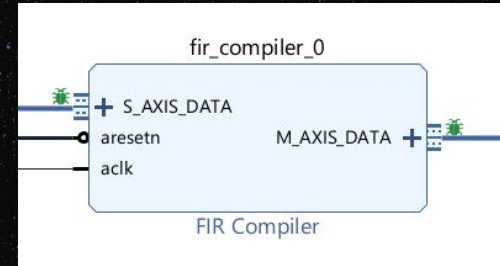 fir_compiler_0
S_AXIS_DATA
aresetn M_AXIS_DATA
aclk
FIR Compiler